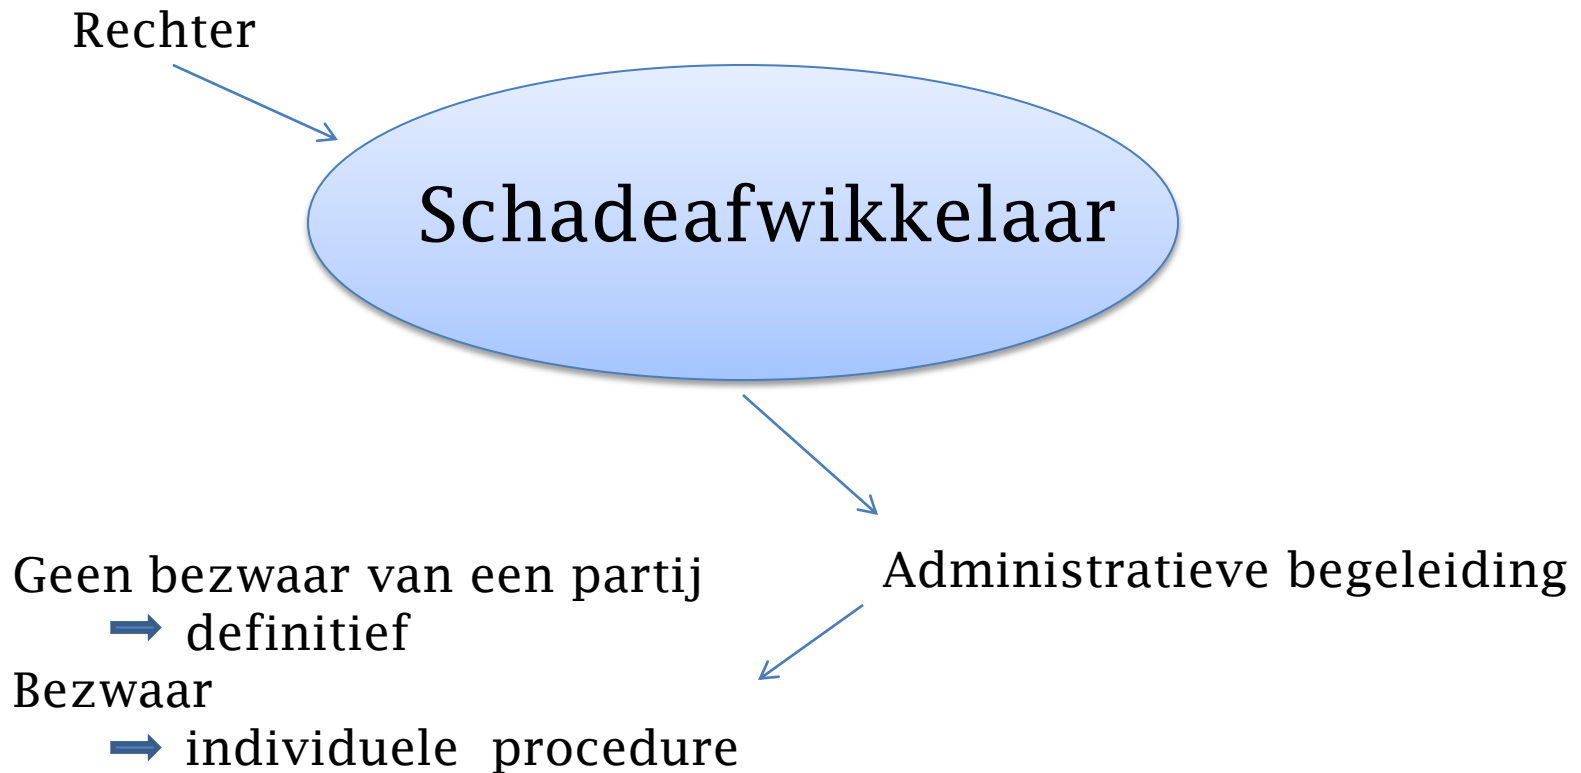 Rechter
Schadeafwikkelaar
Administratieve begeleiding
Geen bezwaar van een partij
definitief
Bezwaar
individuele procedure